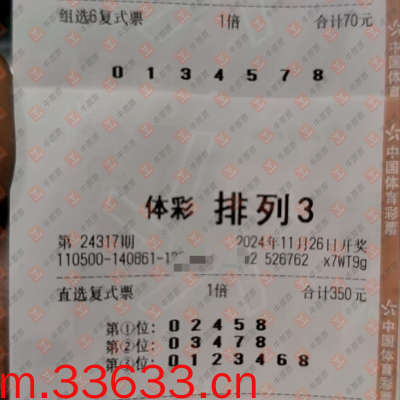 组选6复式票 1倍 合计70元
0 1 3 4 5 7 8
体彩 排列3
第 24317期 2024年11月26日开奖
110500-140861-1 2 526762 x7WT9g
直选复式票 1倍 合计350元
第①位: 0 2 4 5 8
第②位: 0 3 4 7 8
第③位: 0 1 2 3 4 6 8
m.33633.cn
中国体育
中国体育彩票
中国体育彩